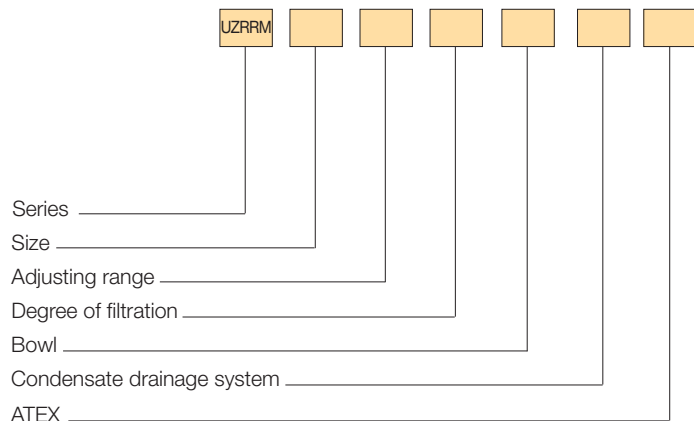 UZRRM
Series
Size
Adjusting range
Degree of filtration
Bowl
Condensate drainage system
ATEX